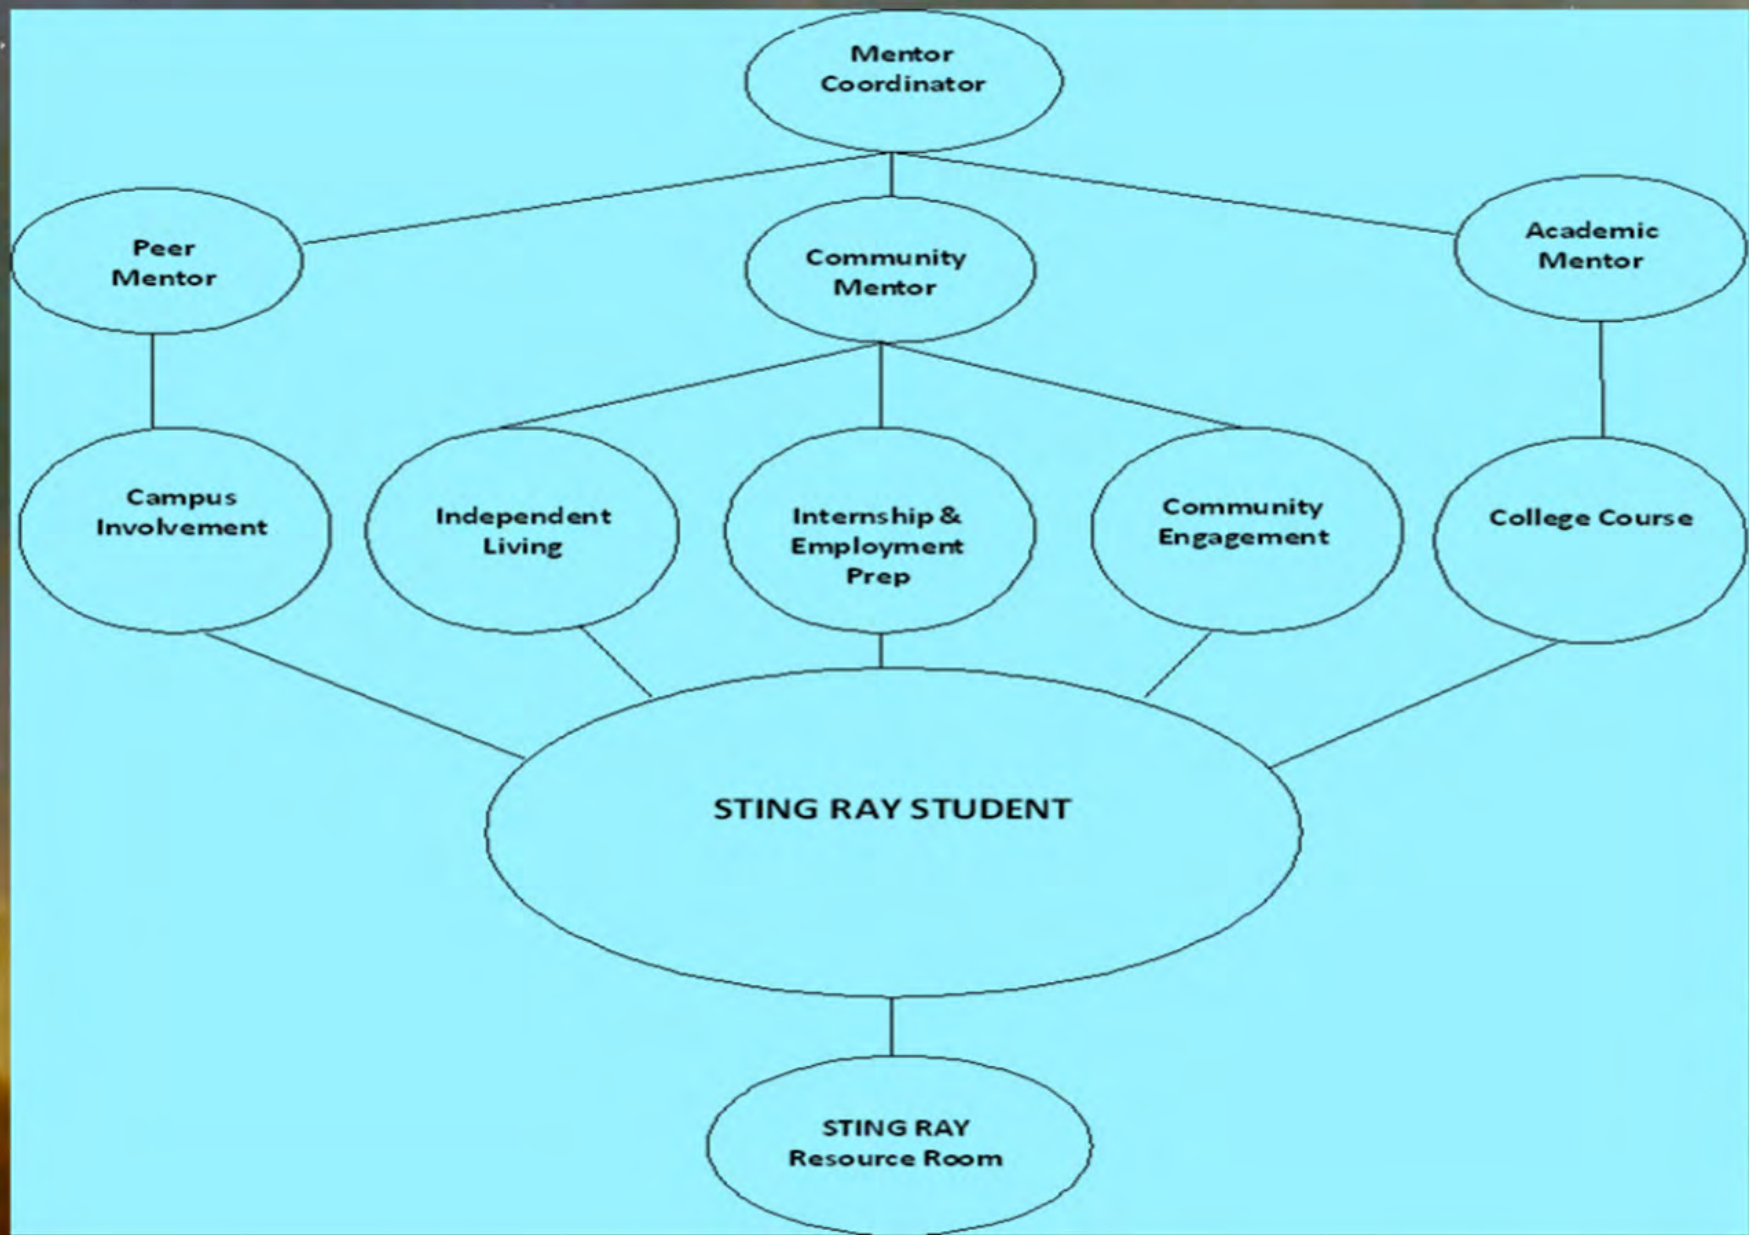 Mentor
Coordinator
Peer
Mentor
Community
Mentor
Academic
Mentor
Campus
Involvement
Independent
Living
Internship &
Employment
Prep
Community
Engagement
College Course
STING RAY STUDENT
STING RAY
Resource Room